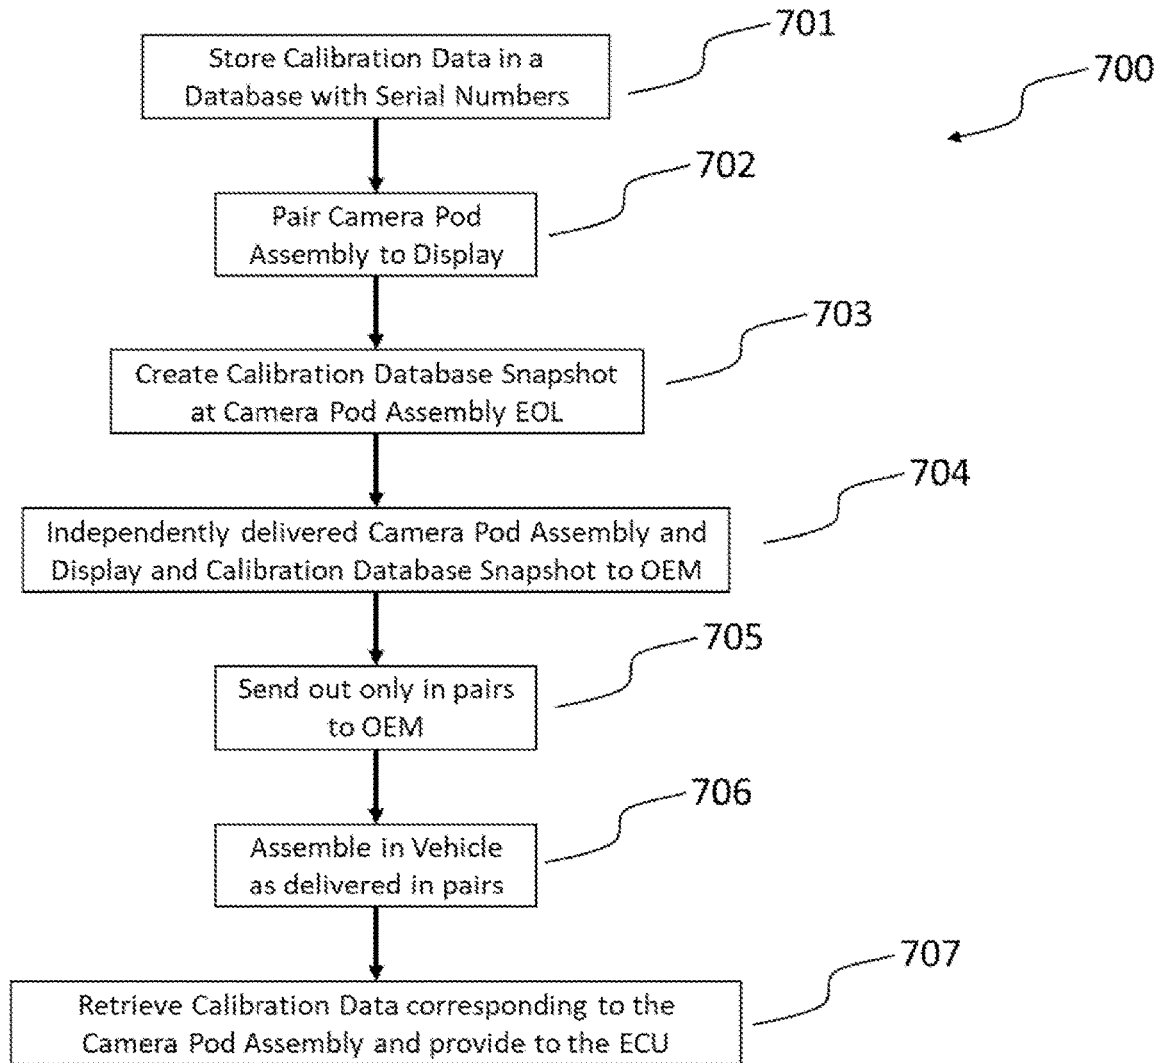 701
Store Calibration Data in a
Database with Serial Numbers
700
702
Pair Camera Pod
Assembly to Display
703
Create Calibration Database Snapshot
at Camera Pod Assembly EOL
704
Independently delivered Camera Pod Assembly and
Display and Calibration Database Snapshot to OEM
705
Send out only in pairs
to OEM
706
Assemble in Vehicle
as delivered in pairs
707
Retrieve Calibration Data corresponding to the
Camera Pod Assembly and provide to the ECU